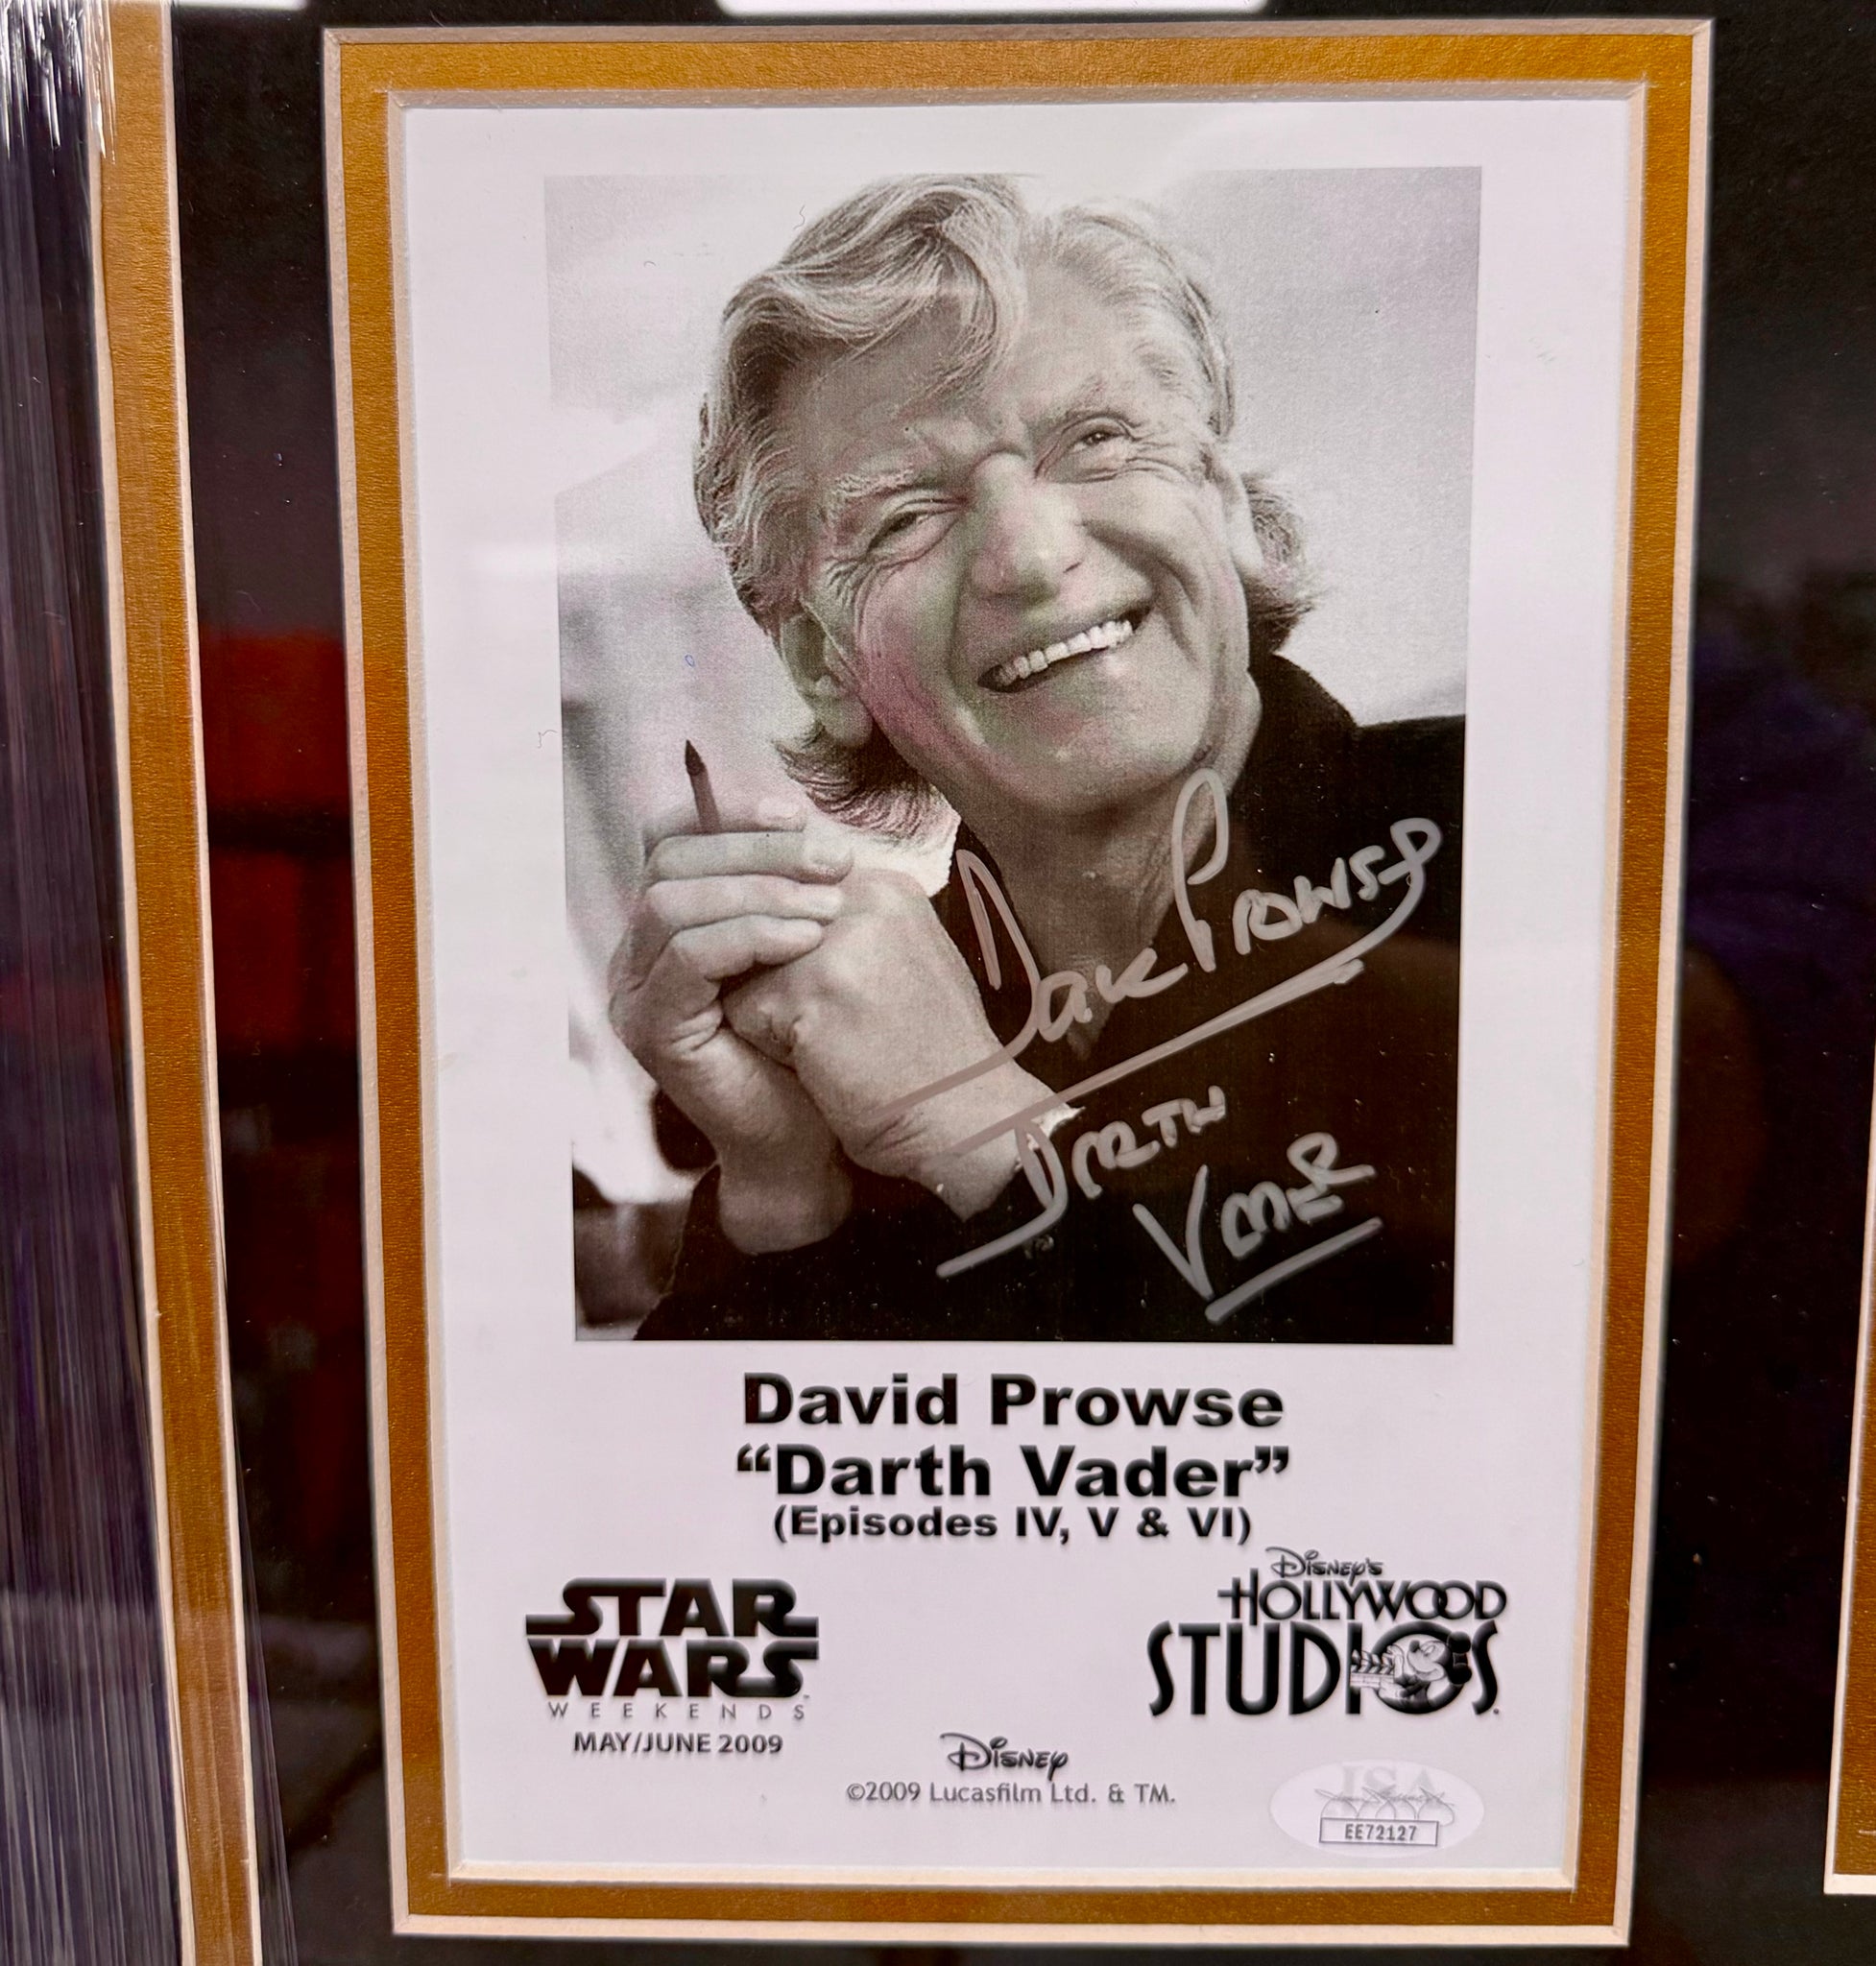 Dave Prowse
Darth
Vader
David Prowse
“Darth Vader”
(Episodes IV, V & VI)
STAR
WARS™
WEEKENDS
MAY/JUNE 2009
Disney's
HOLLYWOOD
STUDIOS.
Disney
©2009 Lucasfilm Ltd. & TM.
JSA
EE72127